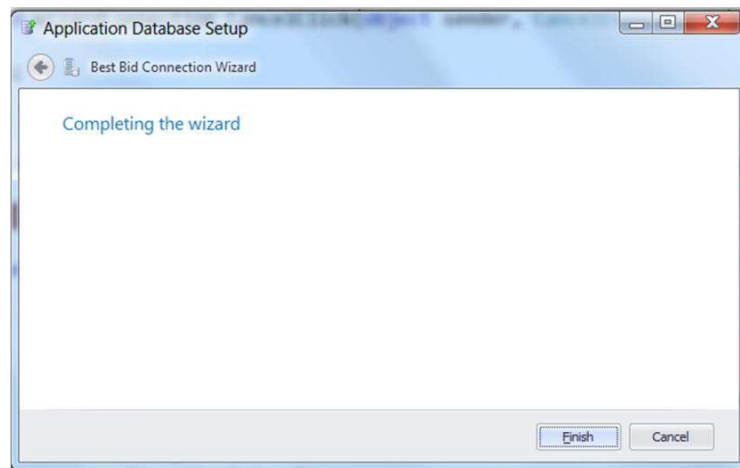 Application Database Setup
Best Bid Connection Wizard
Completing the wizard
Finish
Cancel